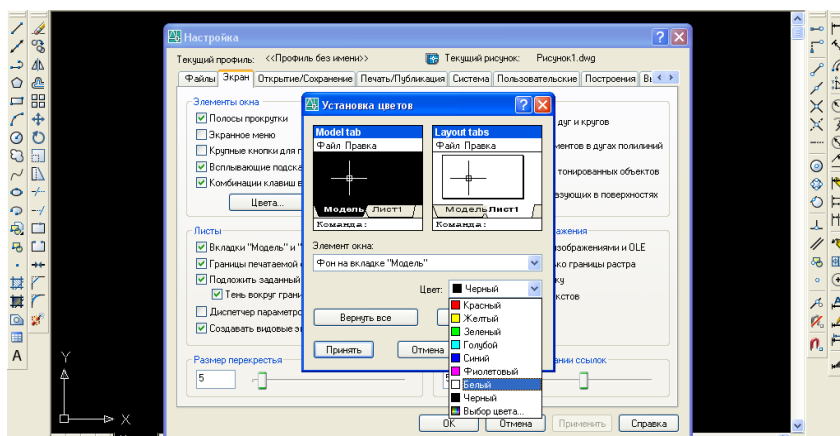 Настройка
Текущий профиль: <<Профиль без имени>> Текущий рисунок: Рисунок1.dwg
Файлы Экран Открытие/Сохранение Печать/Публикация Система Пользовательские Построения
Элементы окна
Полосы прокрутки
Экранное меню
Крупные кнопки для
Всплывающие подска
Комбинации клавиш в
Цвета...
Листы
Вкладки "Модель" и "
Границы печатаемой
Подложить заданный
Тень вокруг грани
Диспетчер параметро
Создавать видовые
Размер перекрестья
5
Установка цветов
Model tab
Файл Правка
Модель Лист1
Команда:
Layout tabs
Файл Правка
Модель Лист1
Команда:
Элемент окна:
Фон на вкладке "Модель"
Цвет: Черный
Красный
Желтый
Зеленый
Голубой
Синий
Фиолетовый
Белый
Черный
Выбор цвета...
Вернуть все
Принять Отмена
дуг и кругов
ментов в дугах полилиний
тонированных объектов
азующих в поверхностях
ажения
изображениями и OLE
ко границы растра
ку
кстов
ании ссылок
OK Отмена Применить Справка
A
Y
X